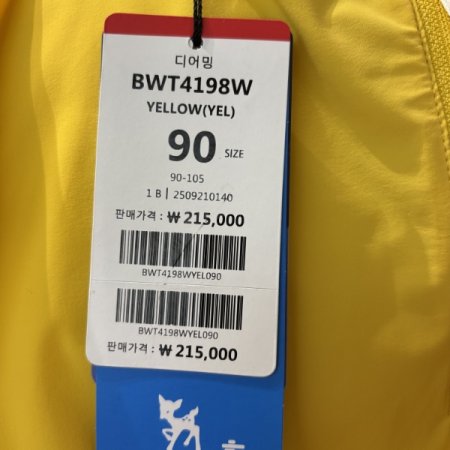 디어밍
BWT4198W
YELLOW(YEL)
90 SIZE
90-105
1 B | 2509210140
판매가격 : ₩ 215,000
BWT4198WYEL090
BWT4198WYEL090
판매가격 : ₩ 215,000